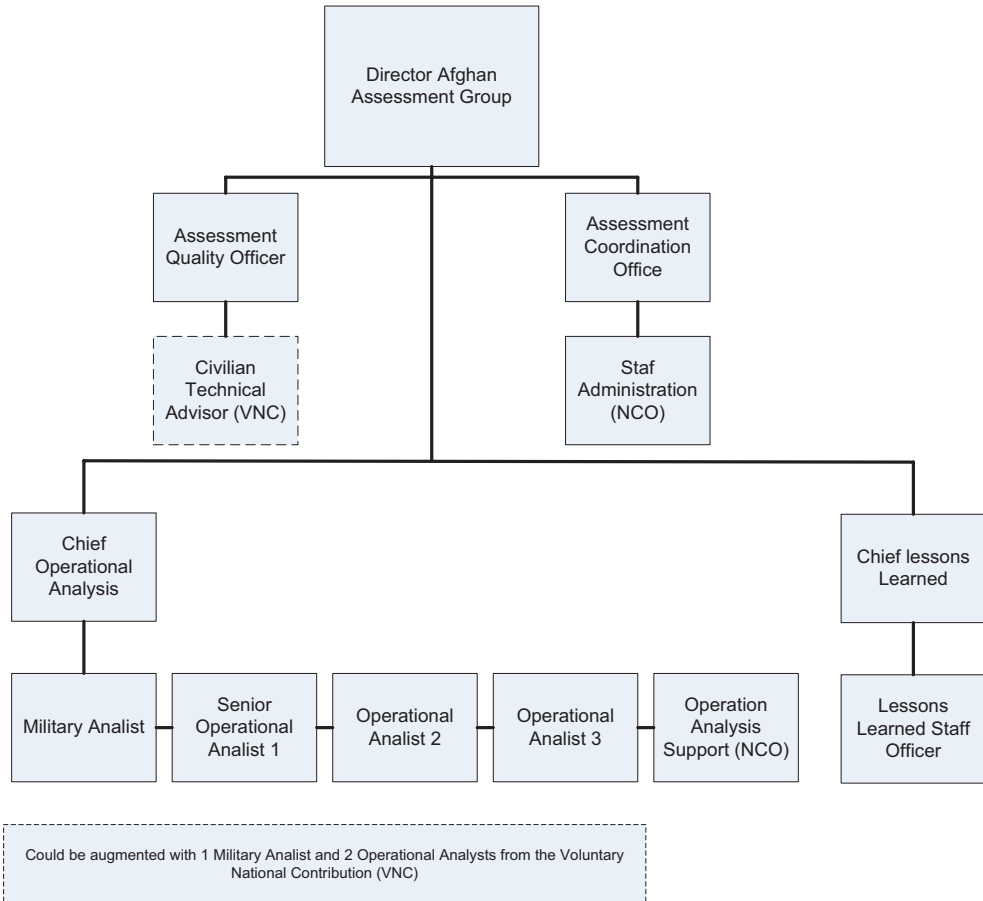 Director Afghan
Assessment Group
Assessment
Quality Officer
Assessment
Coordination
Office
Civilian
Technical
Advisor (VNC)
Staf
Administration
(NCO)
Chief
Operational
Analysis
Chief lessons
Learned
Military Analist
Senior
Operational
Analist 1
Operational
Analist 2
Operational
Analist 3
Operation
Analysis
Support (NCO)
Lessons
Learned Staff
Officer
Could be augmented with 1 Military Analist and 2 Operational Analysts from the Voluntary
National Contribution (VNC)